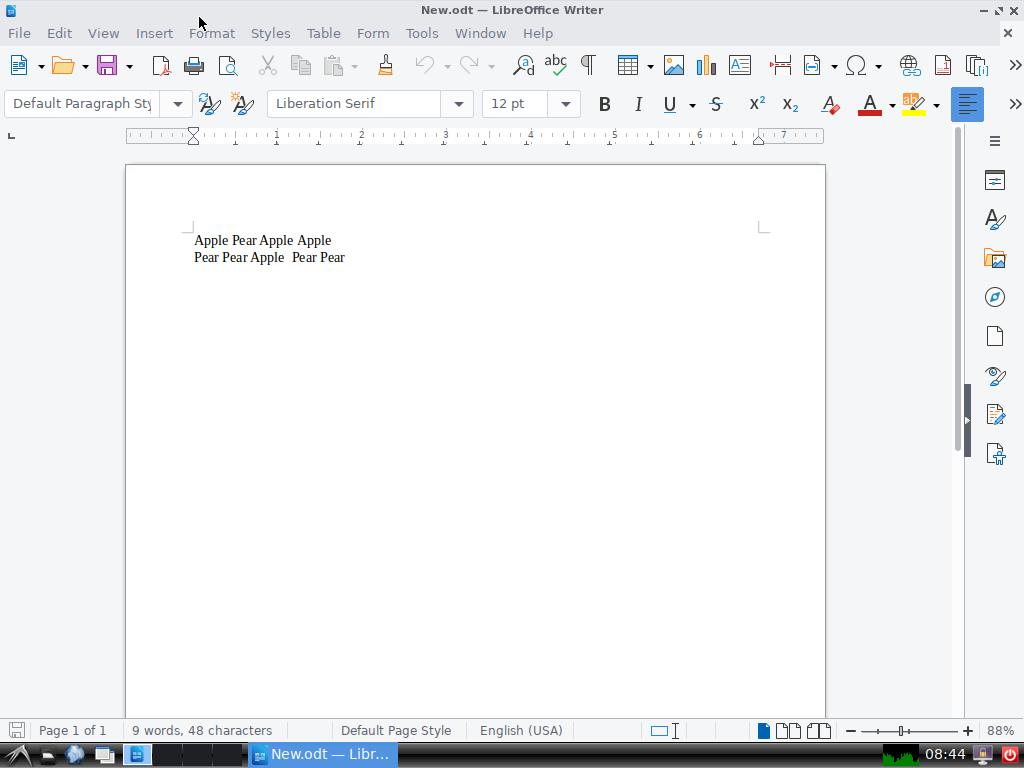 New.odt — LibreOffice Writer
File Edit View Insert Format Styles Table Form Tools Window Help
Default Paragraph Sty Liberation Serif 12 pt
1 2 3 4 5 6 7
Apple Pear Apple Apple
Pear Pear Apple  Pear Pear
Page 1 of 1 9 words, 48 characters Default Page Style English (USA) 88%
New.odt — Libr... 08:44